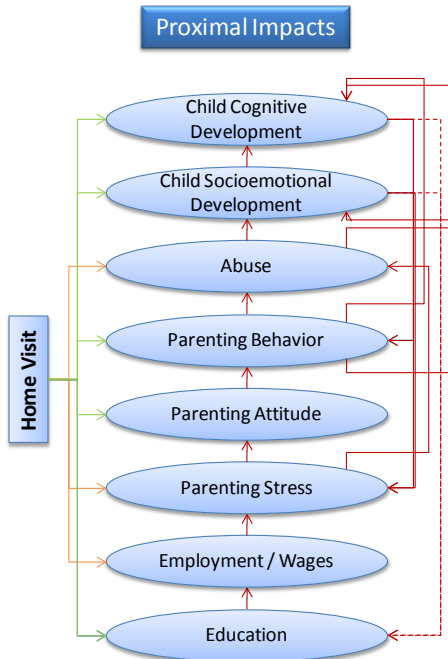 Proximal Impacts
Child Cognitive
Development
Child Socioemotional
Development
Abuse
Home Visit
Parenting Behavior
Parenting Attitude
Parenting Stress
Employment / Wages
Education